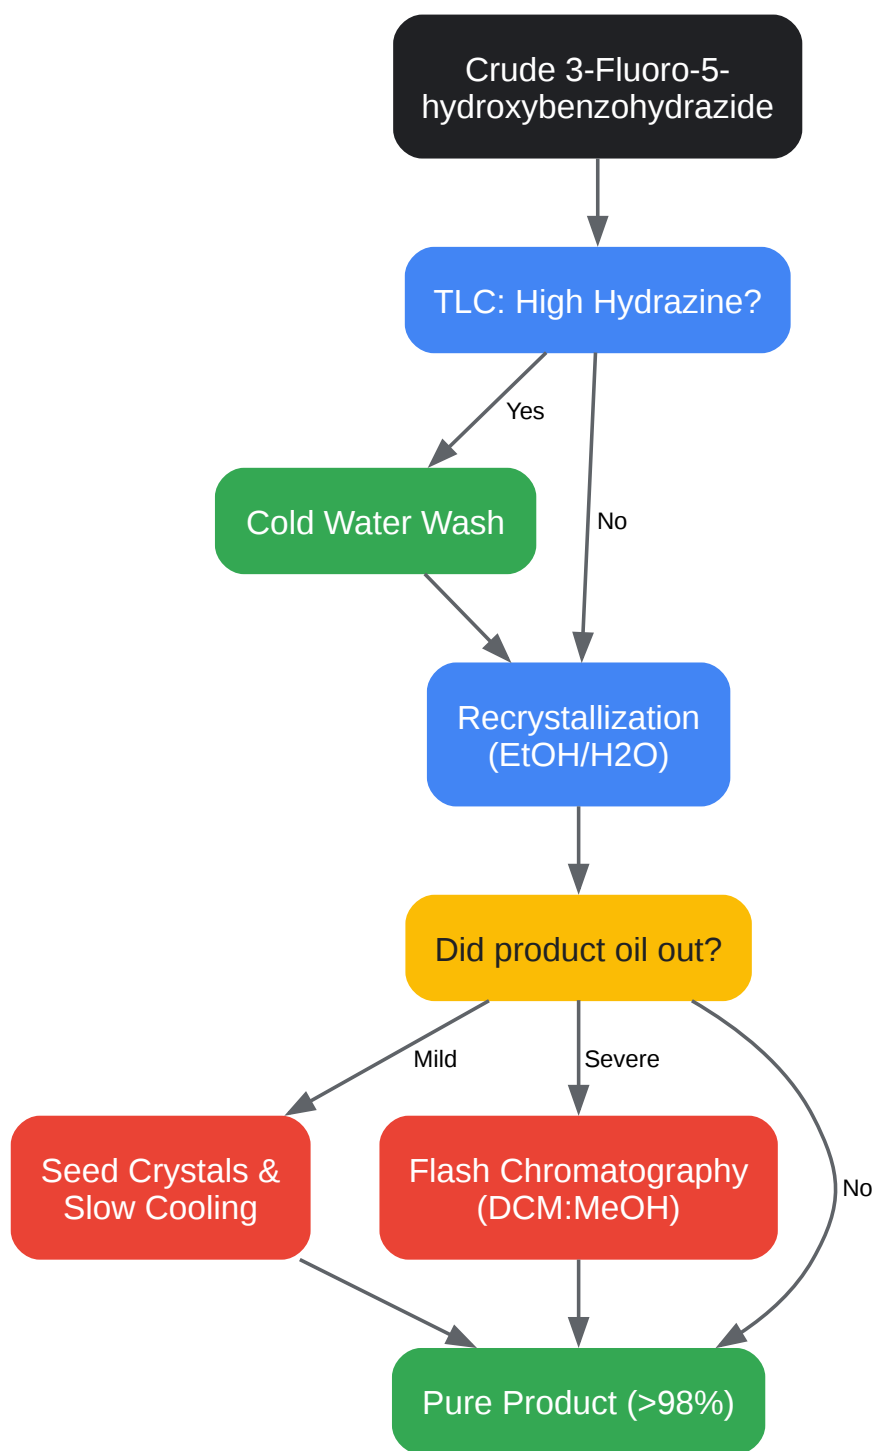 Crude 3-Fluoro-5-
hydroxybenzohydrazide
TLC: High Hydrazine?
Yes
No
Cold Water Wash
Recrystallization
(EtOH/H2O)
Did product oil out?
Mild
Severe
No
Seed Crystals &
Slow Cooling
Flash Chromatography
(DCM:MeOH)
Pure Product (>98%)